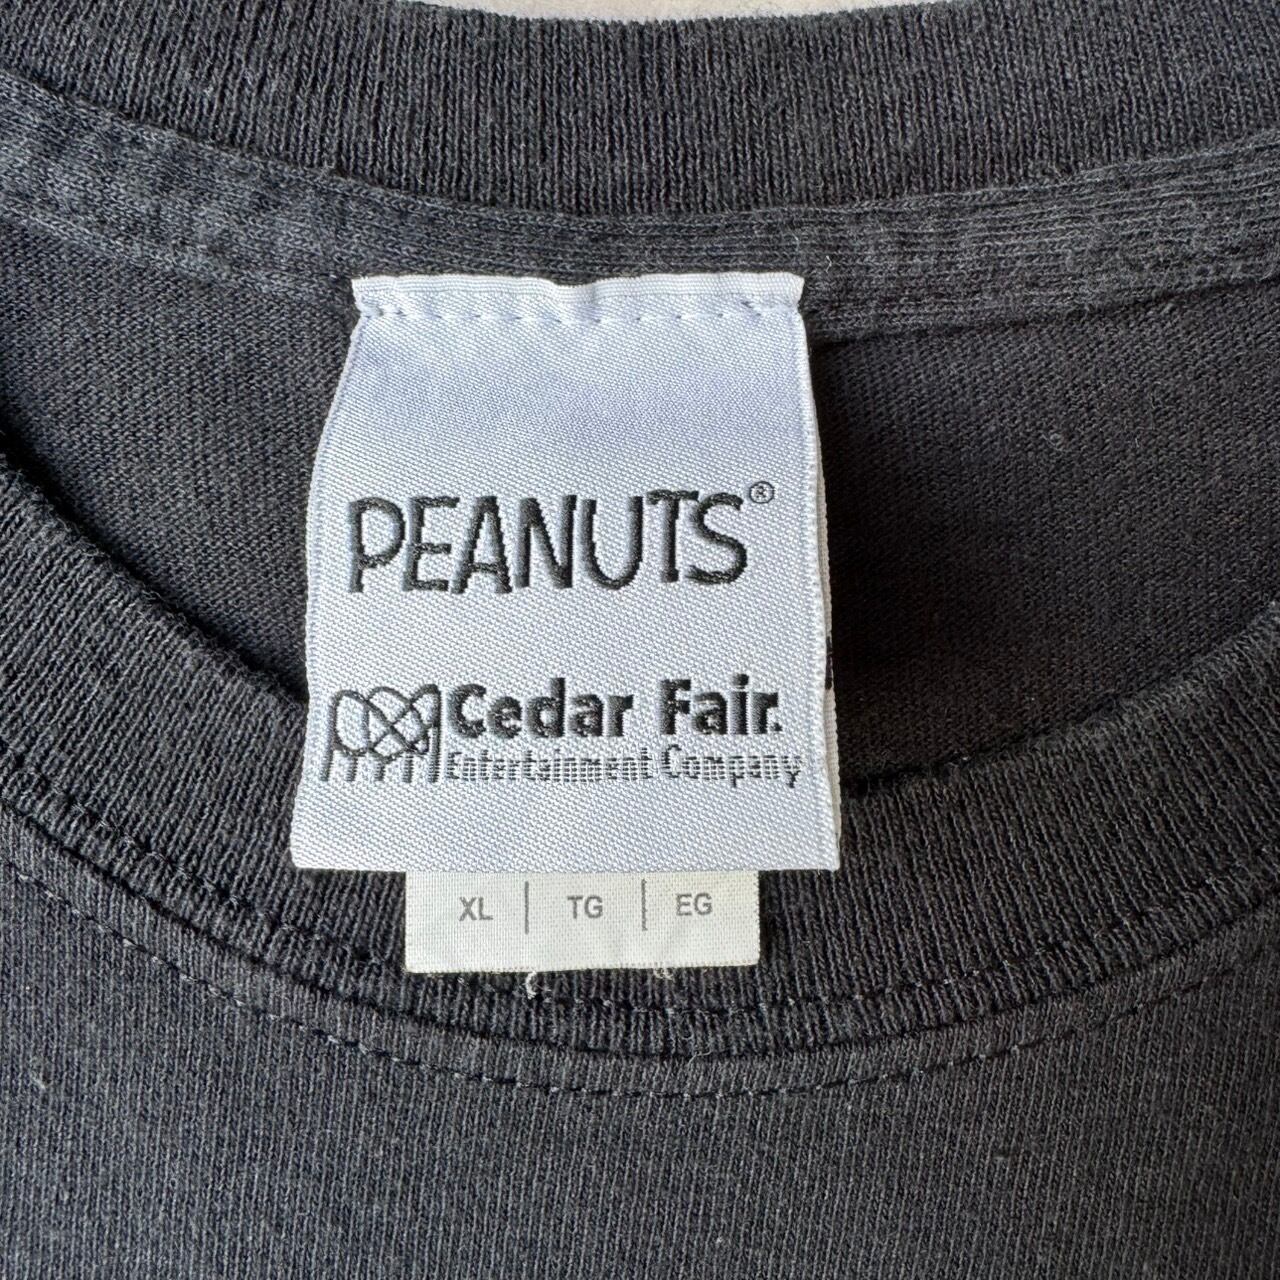 PEANUTS®
Cedar Fair.
Entertainment Company
XL | TG | EG